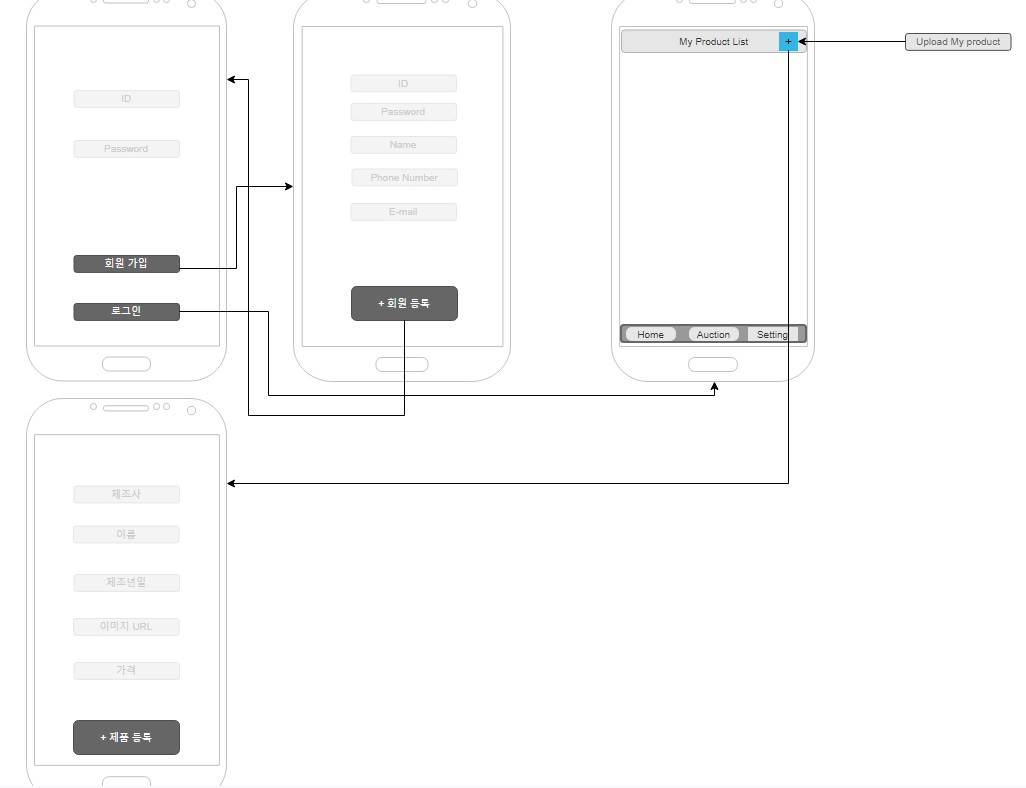 ID
Password
회원 가입
로그인
ID
Password
Name
Phone Number
E-mail
+ 회원 등록
My Product List
+
Upload My product
Home
Auction
Setting
제조사
이름
제조년일
이미지 URL
가격
+ 제품 등록